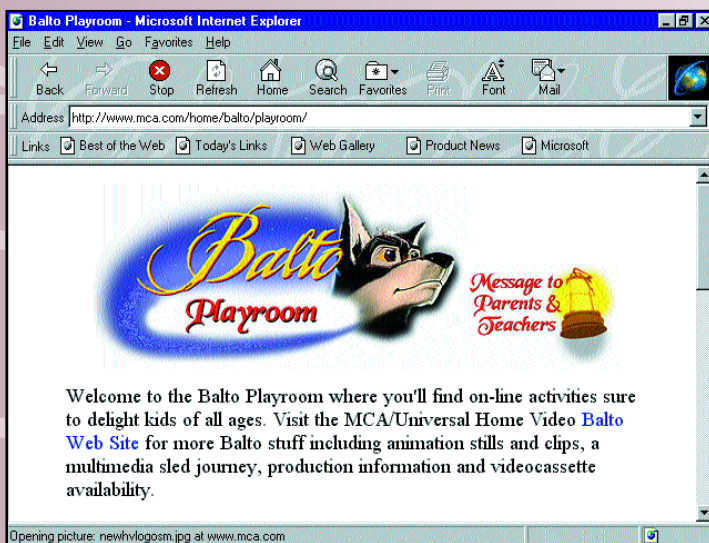 Balto Playroom - Microsoft Internet Explorer
File Edit View Go Favorites Help
Back Forward Stop Refresh Home Search Favorites Print Font Mail
Address http://www.mca.com/home/balto/playroom/
Links Best of the Web Today's Links Web Gallery Product News Microsoft
Balto
Playroom
Message to
Parents &
Teachers
Welcome to the Balto Playroom where you'll find on-line activities sure
to delight kids of all ages. Visit the MCA/Universal Home Video Balto
Web Site for more Balto stuff including animation stills and clips, a
multimedia sled journey, production information and videocassette
availability.
Opening picture: newhvlogosm.jpg at www.mca.com